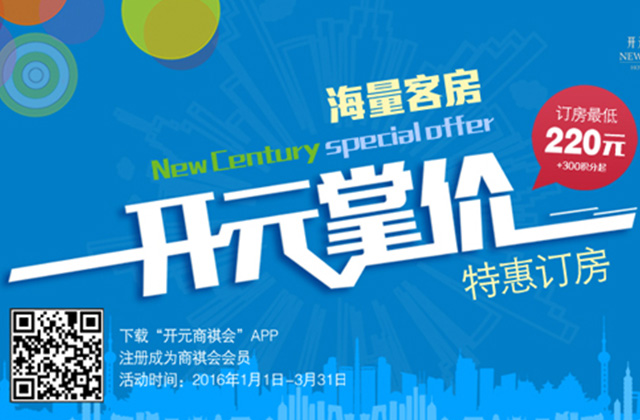 海量客房
New Century special offer
开元堂价
特惠订房
订房最低
220元
+300积分起
开
NEW
下载“开元商祺会”APP
注册成为商祺会会员
活动时间：2016年1月1日-3月31日